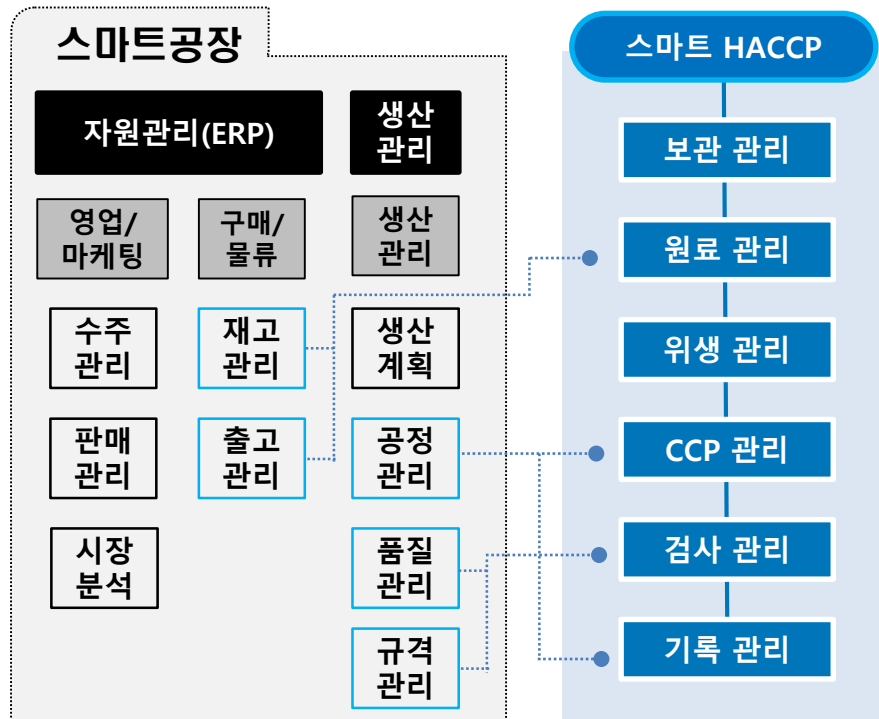 스마트공장
자원관리(ERP)
생산
관리
영업/
마케팅
구매/
물류
생산
관리
수주
관리
재고
관리
생산
계획
판매
관리
출고
관리
공정
관리
시장
분석
품질
관리
규격
관리
스마트 HACCP
보관 관리
원료 관리
위생 관리
CCP 관리
검사 관리
기록 관리